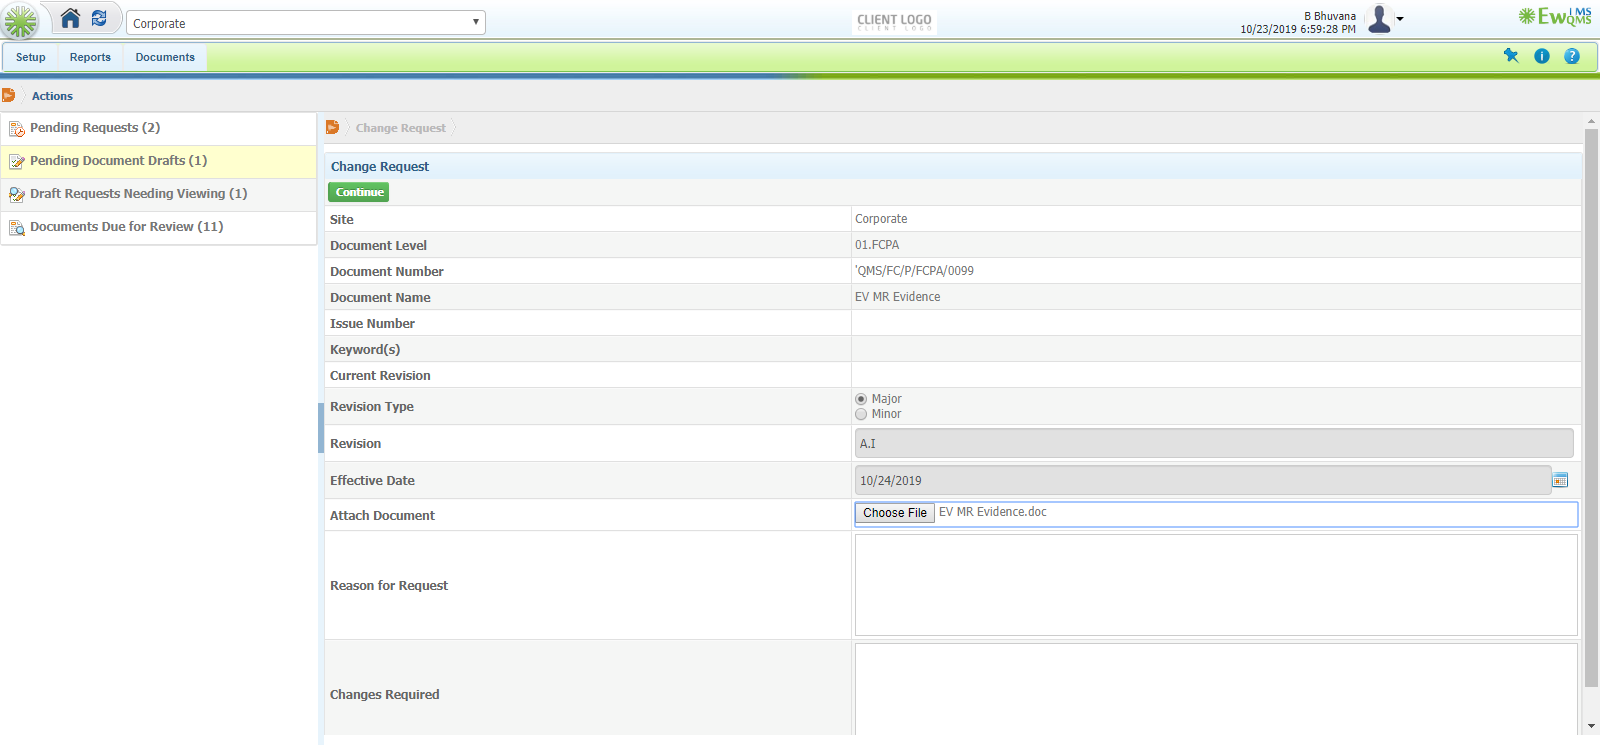 Corporate
CLIENT LOGO
CLIENT LOGO
B Bhuvana
10/23/2019 6:59:28 PM
EwQMS
IMS
Setup Reports Documents
Actions
Pending Requests (2)
Pending Document Drafts (1)
Draft Requests Needing Viewing (1)
Documents Due for Review (11)
Change Request
Change Request
Continue
Site Corporate
Document Level 01.FCPA
Document Number 'QMS/FC/P/FCPA/0099
Document Name EV MR Evidence
Issue Number
Keyword(s)
Current Revision
Revision Type Major
Minor
Revision A.I
Effective Date 10/24/2019
Attach Document Choose File EV MR Evidence.doc
Reason for Request
Changes Required